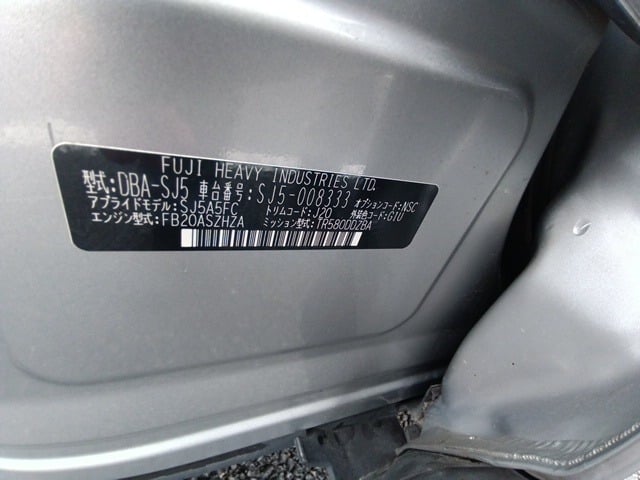 FUJI HEAVY INDUSTRIES LTD.
型式:DBA-SJ5 車台番号:SJ5-008333 オプションコード:NSC
アプライドモデル:SJ5A5FC トリムコード:J20 外装色コード:G1U
エンジン型式:FB20ASZHZA ミッション型式:TR580DDZBA